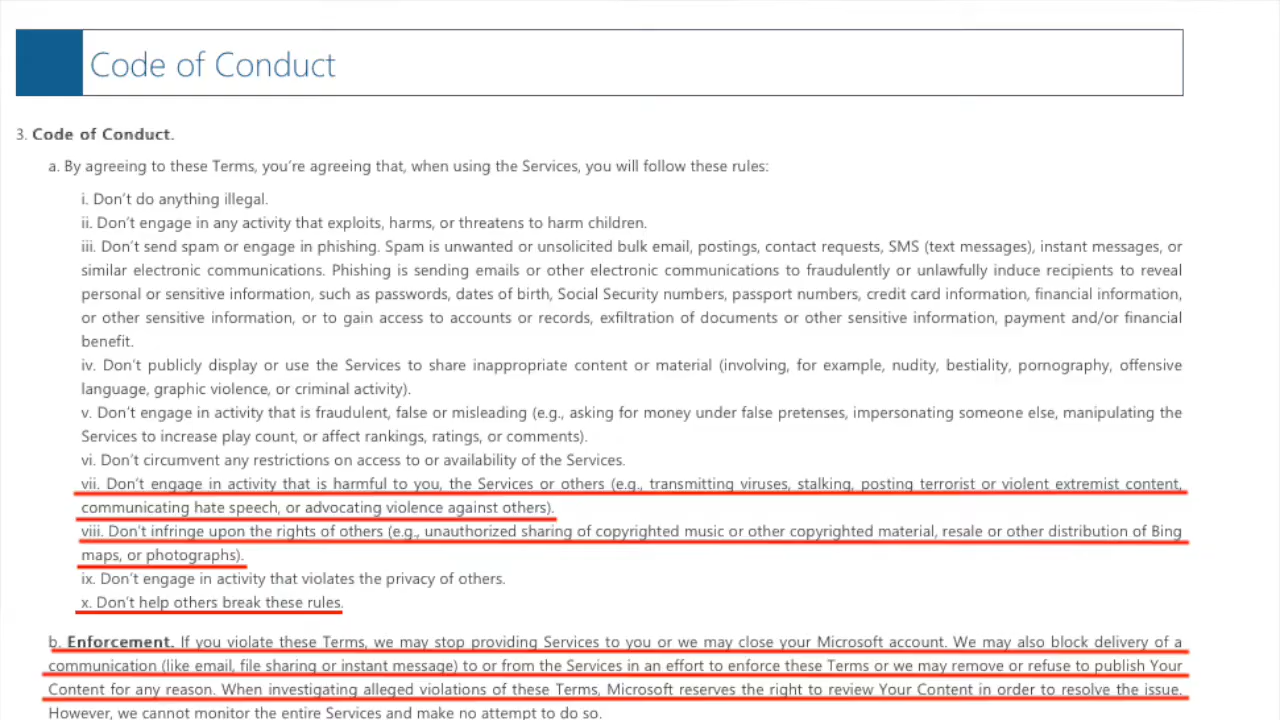 Code of Conduct
3. Code of Conduct.
a. By agreeing to these Terms, you're agreeing that, when using the Services, you will follow these rules:
i. Don't do anything illegal.
ii. Don't engage in any activity that exploits, harms, or threatens to harm children.
iii. Don't send spam or engage in phishing. Spam is unwanted or unsolicited bulk email, postings, contact requests, SMS (text messages), instant messages, or
similar electronic communications. Phishing is sending emails or other electronic communications to fraudulently or unlawfully induce recipients to reveal
personal or sensitive information, such as passwords, dates of birth, Social Security numbers, passport numbers, credit card information, financial information,
or other sensitive information, or to gain access to accounts or records, exfiltration of documents or other sensitive information, payment and/or financial
benefit.
iv. Don't publicly display or use the Services to share inappropriate content or material (involving, for example, nudity, bestiality, pornography, offensive
language, graphic violence, or criminal activity).
v. Don't engage in activity that is fraudulent, false or misleading (e.g., asking for money under false pretenses, impersonating someone else, manipulating the
Services to increase play count, or affect rankings, ratings, or comments).
vi. Don't circumvent any restrictions on access to or availability of the Services.
vii. Don't engage in activity that is harmful to you, the Services or others (e.g., transmitting viruses, stalking, posting terrorist or violent extremist content,
communicating hate speech, or advocating violence against others).
viii. Don't infringe upon the rights of others (e.g., unauthorized sharing of copyrighted music or other copyrighted material, resale or other distribution of Bing
maps, or photographs).
ix. Don't engage in activity that violates the privacy of others.
x. Don't help others break these rules.
b. Enforcement. If you violate these Terms, we may stop providing Services to you or we may close your Microsoft account. We may also block delivery of a
communication (like email, file sharing or instant message) to or from the Services in an effort to enforce these Terms or we may remove or refuse to publish Your
Content for any reason. When investigating alleged violations of these Terms, Microsoft reserves the right to review Your Content in order to resolve the issue.
However, we cannot monitor the entire Services and make no attempt to do so.